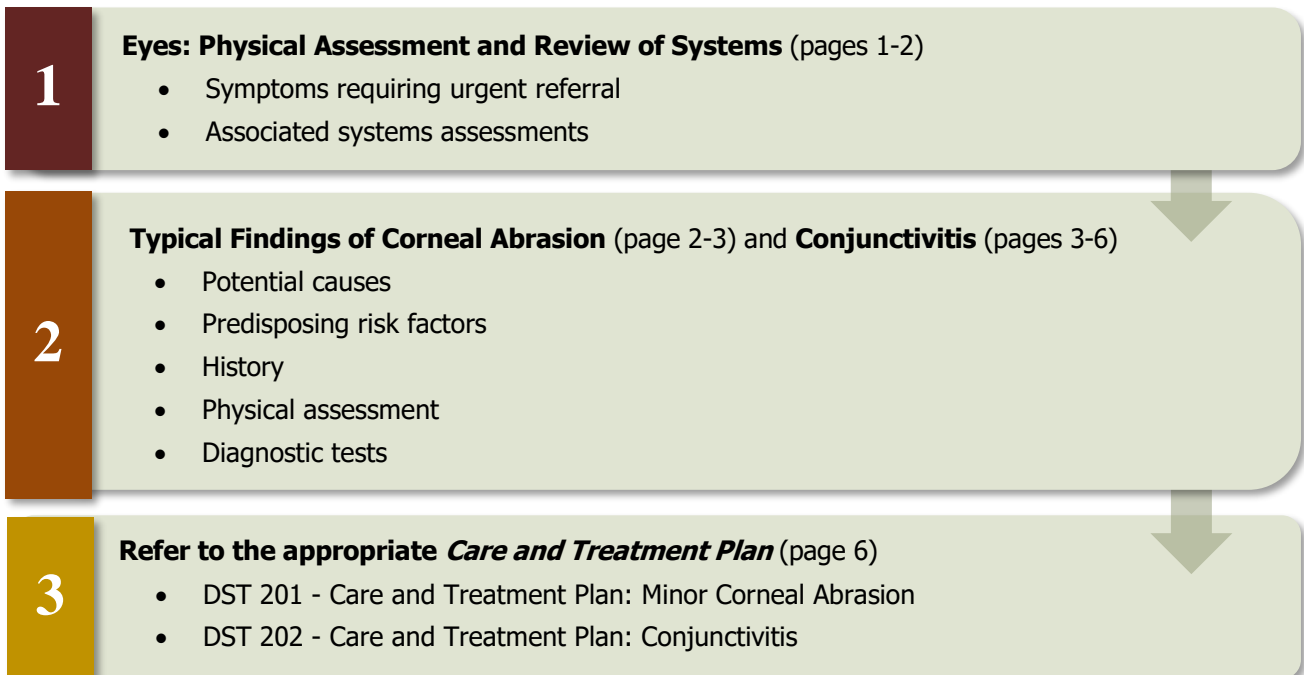 1
Eyes: Physical Assessment and Review of Systems (pages 1-2)
• Symptoms requiring urgent referral
• Associated systems assessments
2
Typical Findings of Corneal Abrasion (page 2-3) and Conjunctivitis (pages 3-6)
• Potential causes
• Predisposing risk factors
• History
• Physical assessment
• Diagnostic tests
3
Refer to the appropriate Care and Treatment Plan (page 6)
• DST 201 - Care and Treatment Plan: Minor Corneal Abrasion
• DST 202 - Care and Treatment Plan: Conjunctivitis